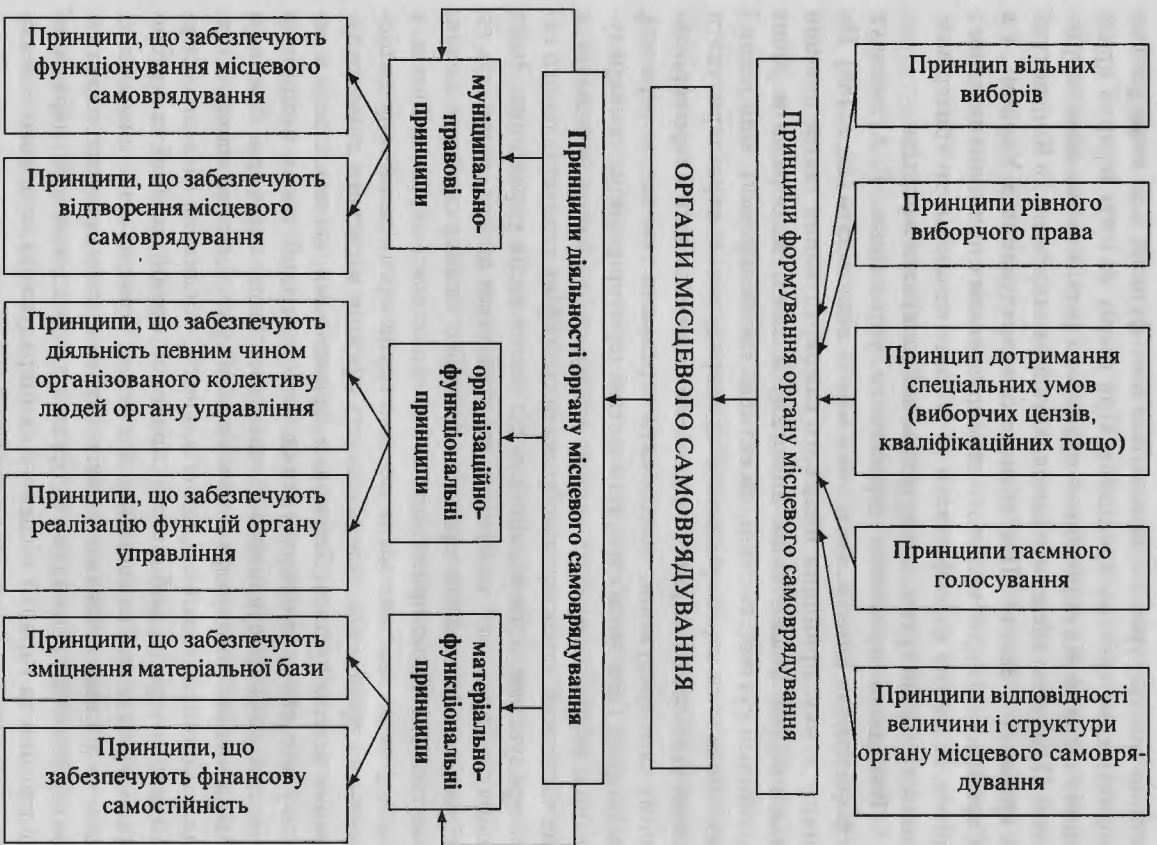 Принципи, що забезпечують
функціонування місцевого
самоврядування
Принципи, що забезпечують
відтворення місцевого
самоврядування
Принципи, що забезпечують
діяльність певним чином
організованого колективу
людей органу управління
Принципи, що забезпечують
реалізацію функцій органу
управління
Принципи, що забезпечують
зміцнення матеріальної бази
Принципи, що
забезпечують фінансову
самостійність
муніципально-
правові
принципи
організаційно-
функціональні
принципи
матеріально-
функціональні
принципи
Принципи діяльності органу місцевого самоврядування
ОРГАНИ МІСЦЕВОГО САМОВРЯДУВАННЯ
Принципи формування органу місцевого самоврядування
Принцип вільних
виборів
Принципи рівного
виборчого права
Принцип дотримання
спеціальних умов
(виборчих цензів,
кваліфікаційних тощо)
Принципи таємного
голосування
Принципи відповідності
величини і структури
органу місцевого самовря-
дування